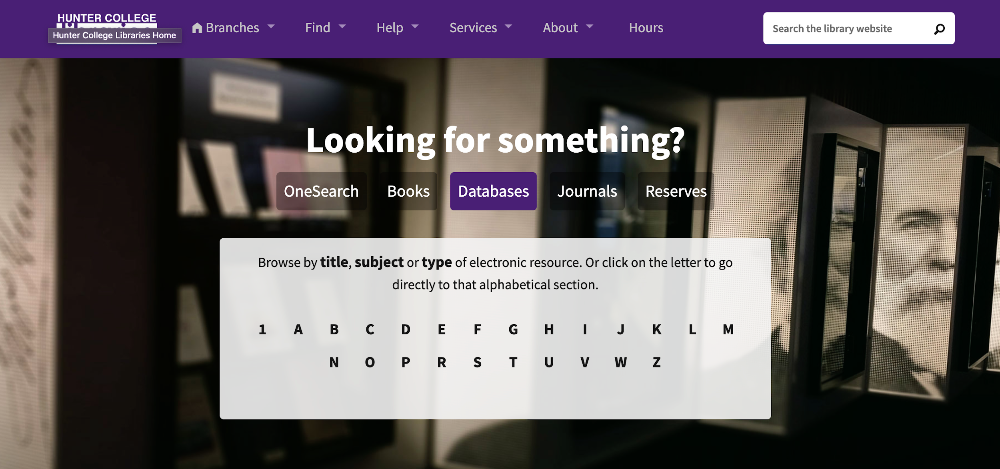 HUNTER COLLEGE
Hunter College Libraries Home
Branches
Find
Help
Services
About
Hours
Search the library website
Looking for something?
OneSearch
Books
Databases
Journals
Reserves
Browse by title, subject or type of electronic resource. Or click on the letter to go
directly to that alphabetical section.
1 A B C D E F G H I J K L M
N O P R S T U V W Z